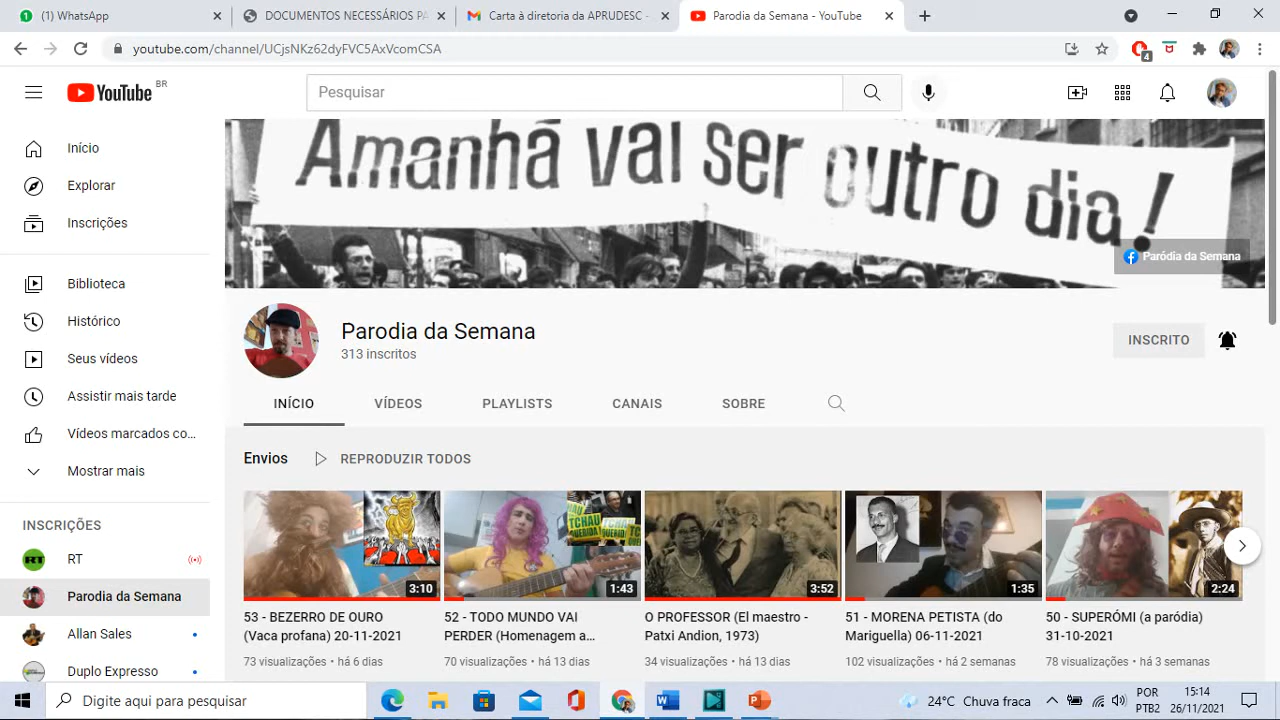 (1) WhatsApp
DOCUMENTOS NECESSÁRIOS PA
Carta à diretoria da APRUDESC -
Parodia da Semana - YouTube
youtube.com/channel/UCjsNKz62dyFVC5AxVcomCSA
4
YouTube BR
Pesquisar
Início
Explorar
Inscrições
Biblioteca
Histórico
Seus vídeos
Assistir mais tarde
Vídeos marcados co...
Mostrar mais
INSCRIÇÕES
RT
Parodia da Semana
Allan Sales
Duplo Expresso
Amanhã vai ser outro dia!
Paródia da Semana
Parodia da Semana
313 inscritos
INSCRITO
INÍCIO
VÍDEOS
PLAYLISTS
CANAIS
SOBRE
Envios
REPRODUZIR TODOS
3:10
53 - BEZERRO DE OURO
(Vaca profana) 20-11-2021
73 visualizações • há 6 dias
TCHAU
QUERIDA
1:43
52 - TODO MUNDO VAI
PERDER (Homenagem a...
70 visualizações • há 13 dias
3:52
O PROFESSOR (El maestro -
Patxi Andion, 1973)
34 visualizações • há 13 dias
1:35
51 - MORENA PETISTA (do
Mariguella) 06-11-2021
102 visualizações • há 2 semanas
2:24
50 - SUPERÓMI (a paródia)
31-10-2021
78 visualizações • há 3 semanas
Digite aqui para pesquisar
24°C Chuva fraca
POR
PTB2
5:14
26/11/2021